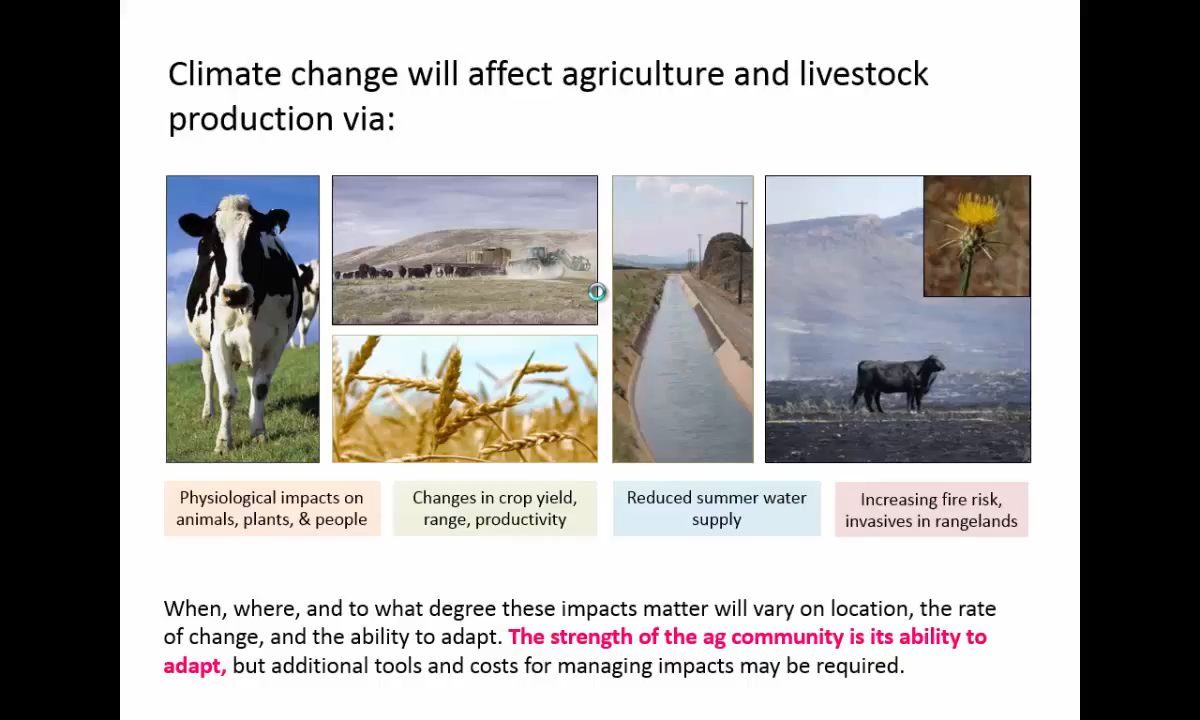 Climate change will affect agriculture and livestock
production via:
Physiological impacts on
animals, plants, & people
Changes in crop yield,
range, productivity
Reduced summer water
supply
Increasing fire risk,
invasives in rangelands
When, where, and to what degree these impacts matter will vary on location, the rate
of change, and the ability to adapt. The strength of the ag community is its ability to
adapt, but additional tools and costs for managing impacts may be required.